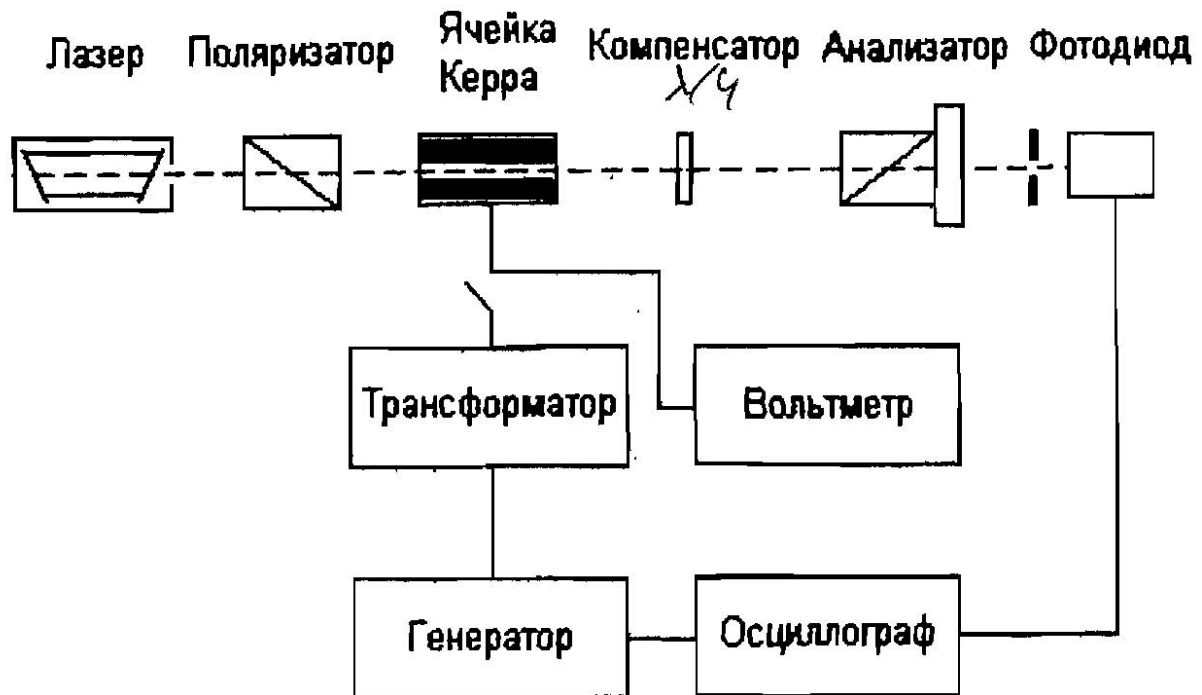 Лазер
Поляризатор
Ячейка
Керра
Компенсатор
λ/4
Анализатор
Фотодиод
Трансформатор
Вольтметр
Генератор
Осциллограф